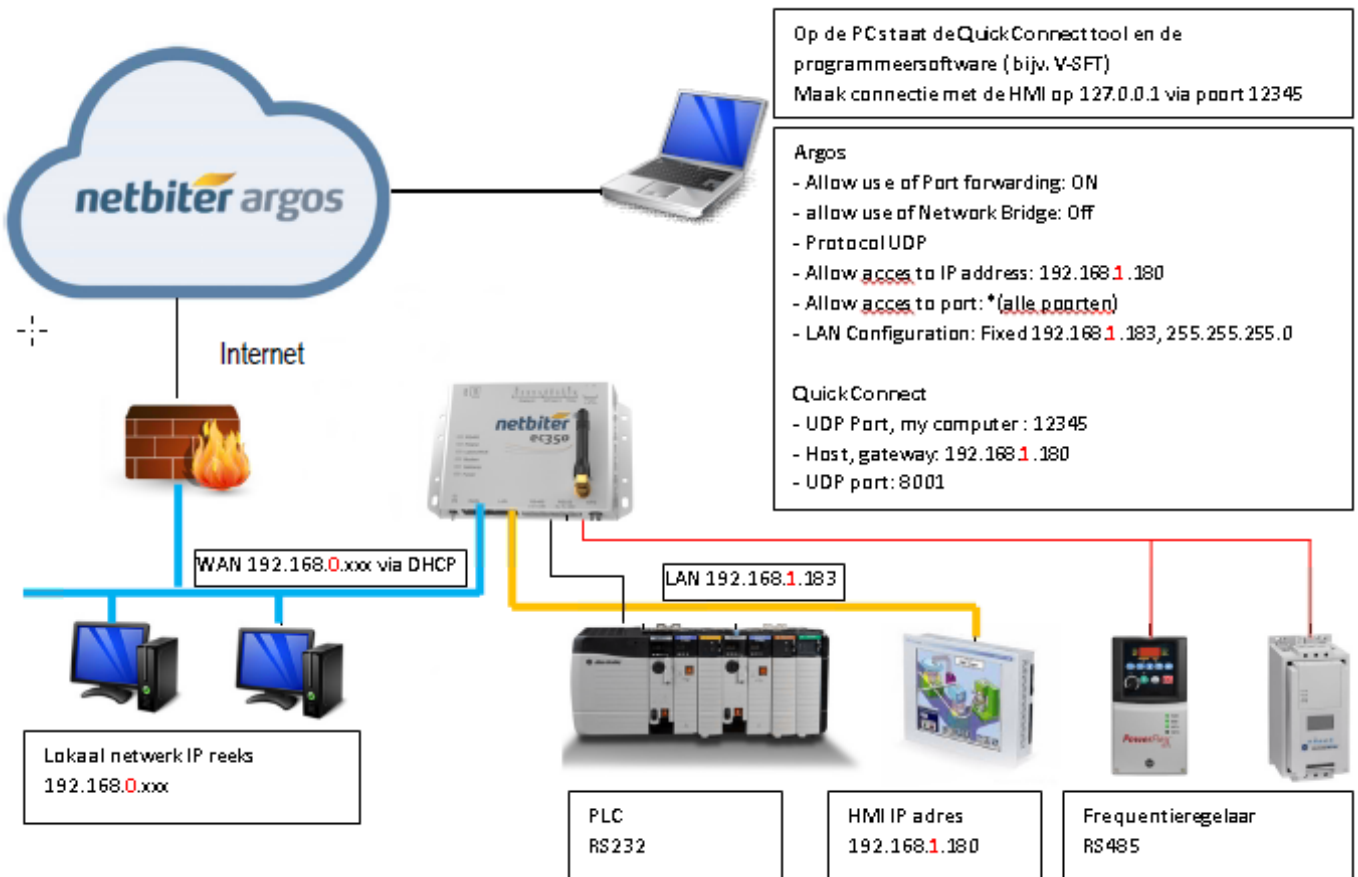 Op de PC staat de QuickConnect tool en de
programmeersoftware ( bijv. V-SFT)
Maak connectie met de HMI op 127.0.0.1 via poort 12345
netbiter argos
Argos
- Allow use of Port forwarding: ON
- allow use of Network Bridge: Off
- Protocol UDP
- Allow acces to IP address: 192.168.1.180
- Allow acces to port: *(alle poorten)
- LAN Configuration: Fixed 192.168.1.183, 255.255.255.0
QuickConnect
- UDP Port, my computer : 12345
- Host, gateway: 192.168.1.180
- UDP port: 8001
Internet
netbiter
ec350
WAN 192.168.0.xxx via DHCP
LAN 192.168.1.183
PowerFlex
Lokaal netwerk IP reeks
192.168.0.xxx
PLC
RS232
HMI IP adres
192.168.1.180
Frequentieregelaar
RS485